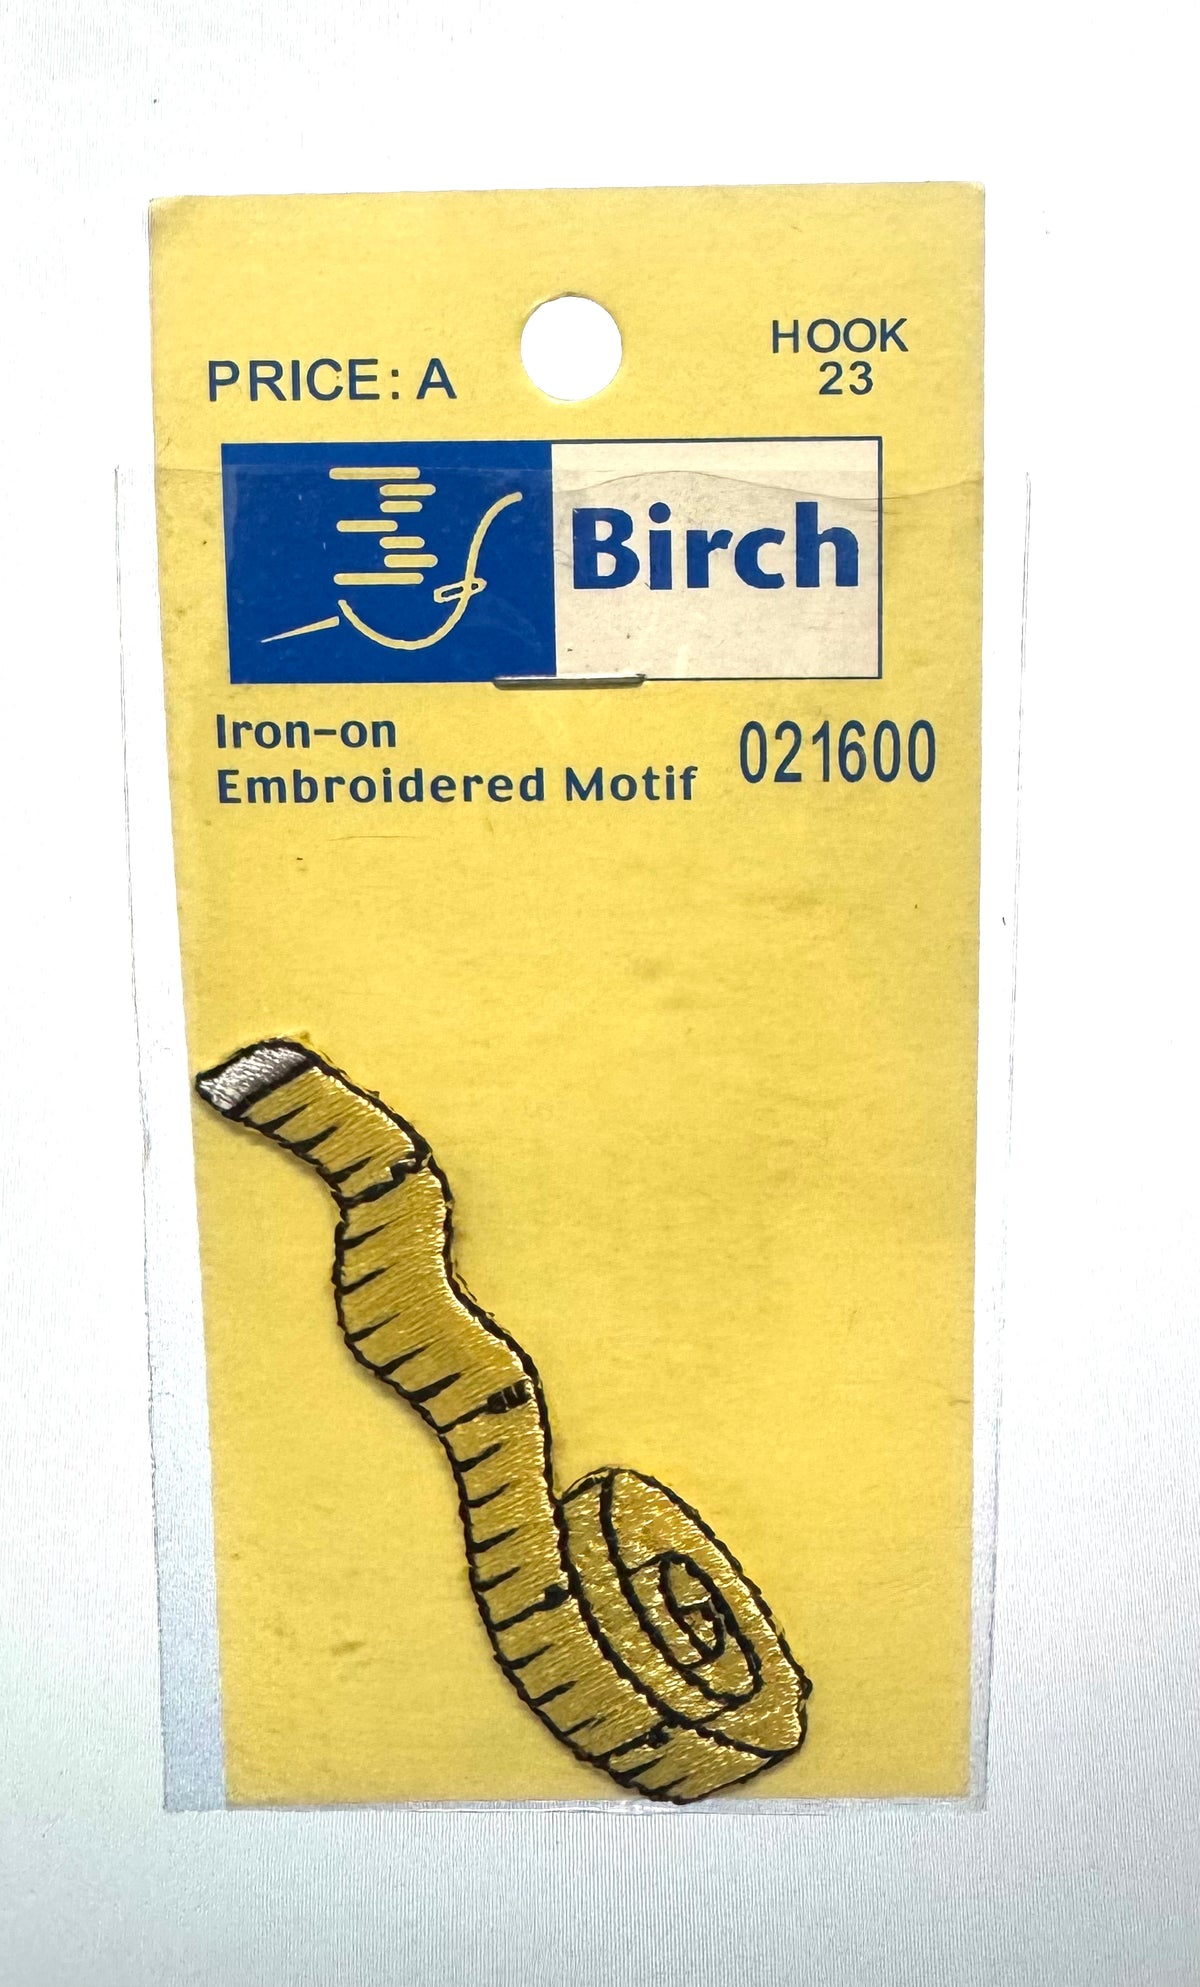 PRICE: A
HOOK
23
Birch
Iron-on
Embroidered Motif
021600